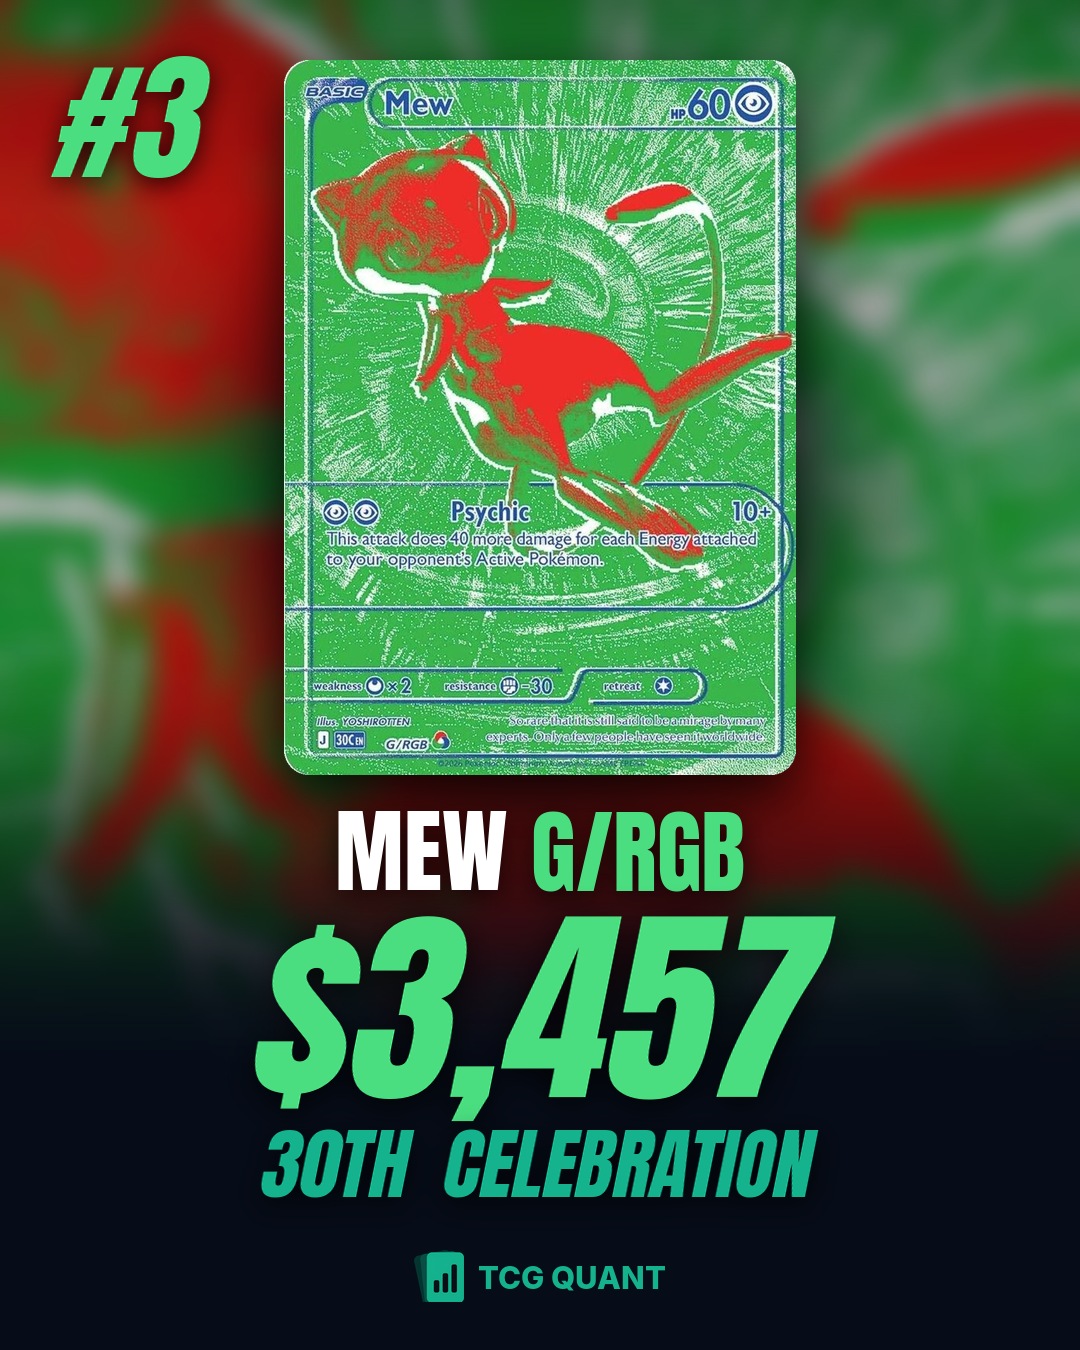 #3
BASIC
Mew
HP 60
Psychic 10+
This attack does 40 more damage for each Energy attached
to your opponent's Active Pokémon.
weakness ×2 resistance -30 retreat
Illus. YOSHIROTTEN
So rare that it is still said to be a mirage by many
experts. Only a few people have seen it worldwide.
J 30C EN G/RGB
MEW G/RGB
$3,457
30TH CELEBRATION
TCG QUANT